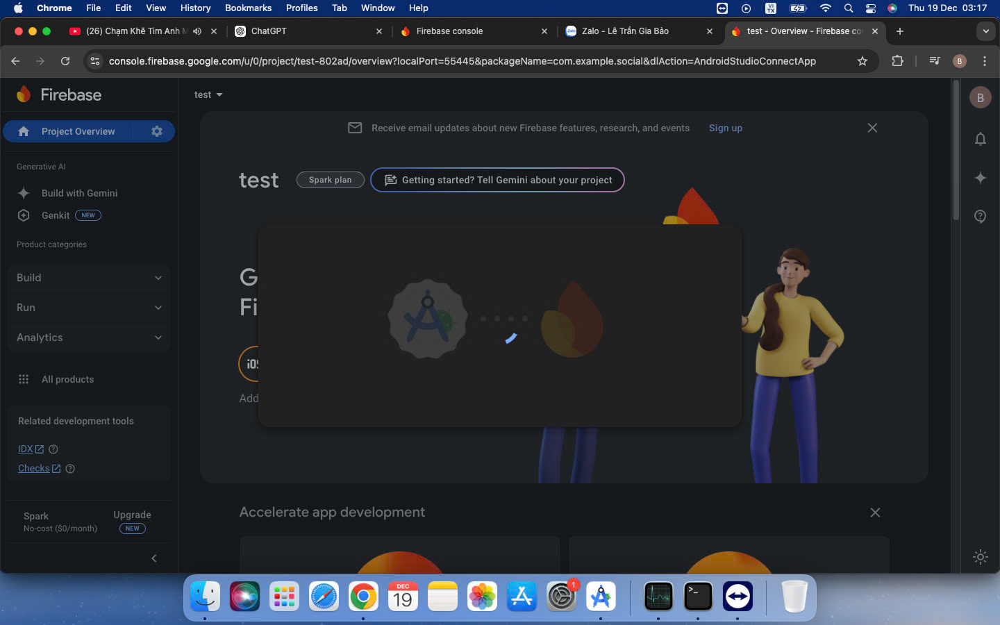 Chrome File Edit View History Bookmarks Profiles Tab Window Help VI TX Thu 19 Dec 03:17
(26) Chạm Khẽ Tim Anh M ChatGPT Firebase console Zalo - Lê Trần Gia Bảo test - Overview - Firebase co
console.firebase.google.com/u/0/project/test-802ad/overview?localPort=55445&packageName=com.example.social&dlAction=AndroidStudioConnectApp B
Firebase
test
B
Project Overview
Receive email updates about new Firebase features, research, and events Sign up
Generative AI
Build with Gemini
Genkit NEW
test Spark plan Getting started? Tell Gemini about your project
Product categories
Build
Run
Analytics
All products
G
Fi
iOS
Add
Related development tools
IDX
Checks
Spark
No-cost ($0/month)
Upgrade
NEW
Accelerate app development
DEC
19
1
>_